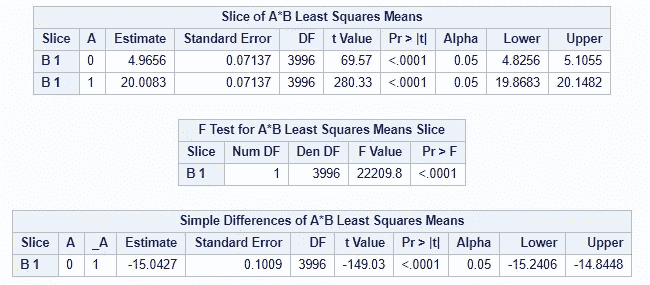 Slice of A*B Least Squares Means
Slice A Estimate Standard Error DF t Value Pr > |t| Alpha Lower Upper
B 1 0 4.9656 0.07137 3996 69.57 <.0001 0.05 4.8256 5.1055
B 1 1 20.0083 0.07137 3996 280.33 <.0001 0.05 19.8683 20.1482
F Test for A*B Least Squares Means Slice
Slice Num DF Den DF F Value Pr > F
B 1 1 3996 22209.8 <.0001
Simple Differences of A*B Least Squares Means
Slice A _A Estimate Standard Error DF t Value Pr > |t| Alpha Lower Upper
B 1 0 1 -15.0427 0.1009 3996 -149.03 <.0001 0.05 -15.2406 -14.8448